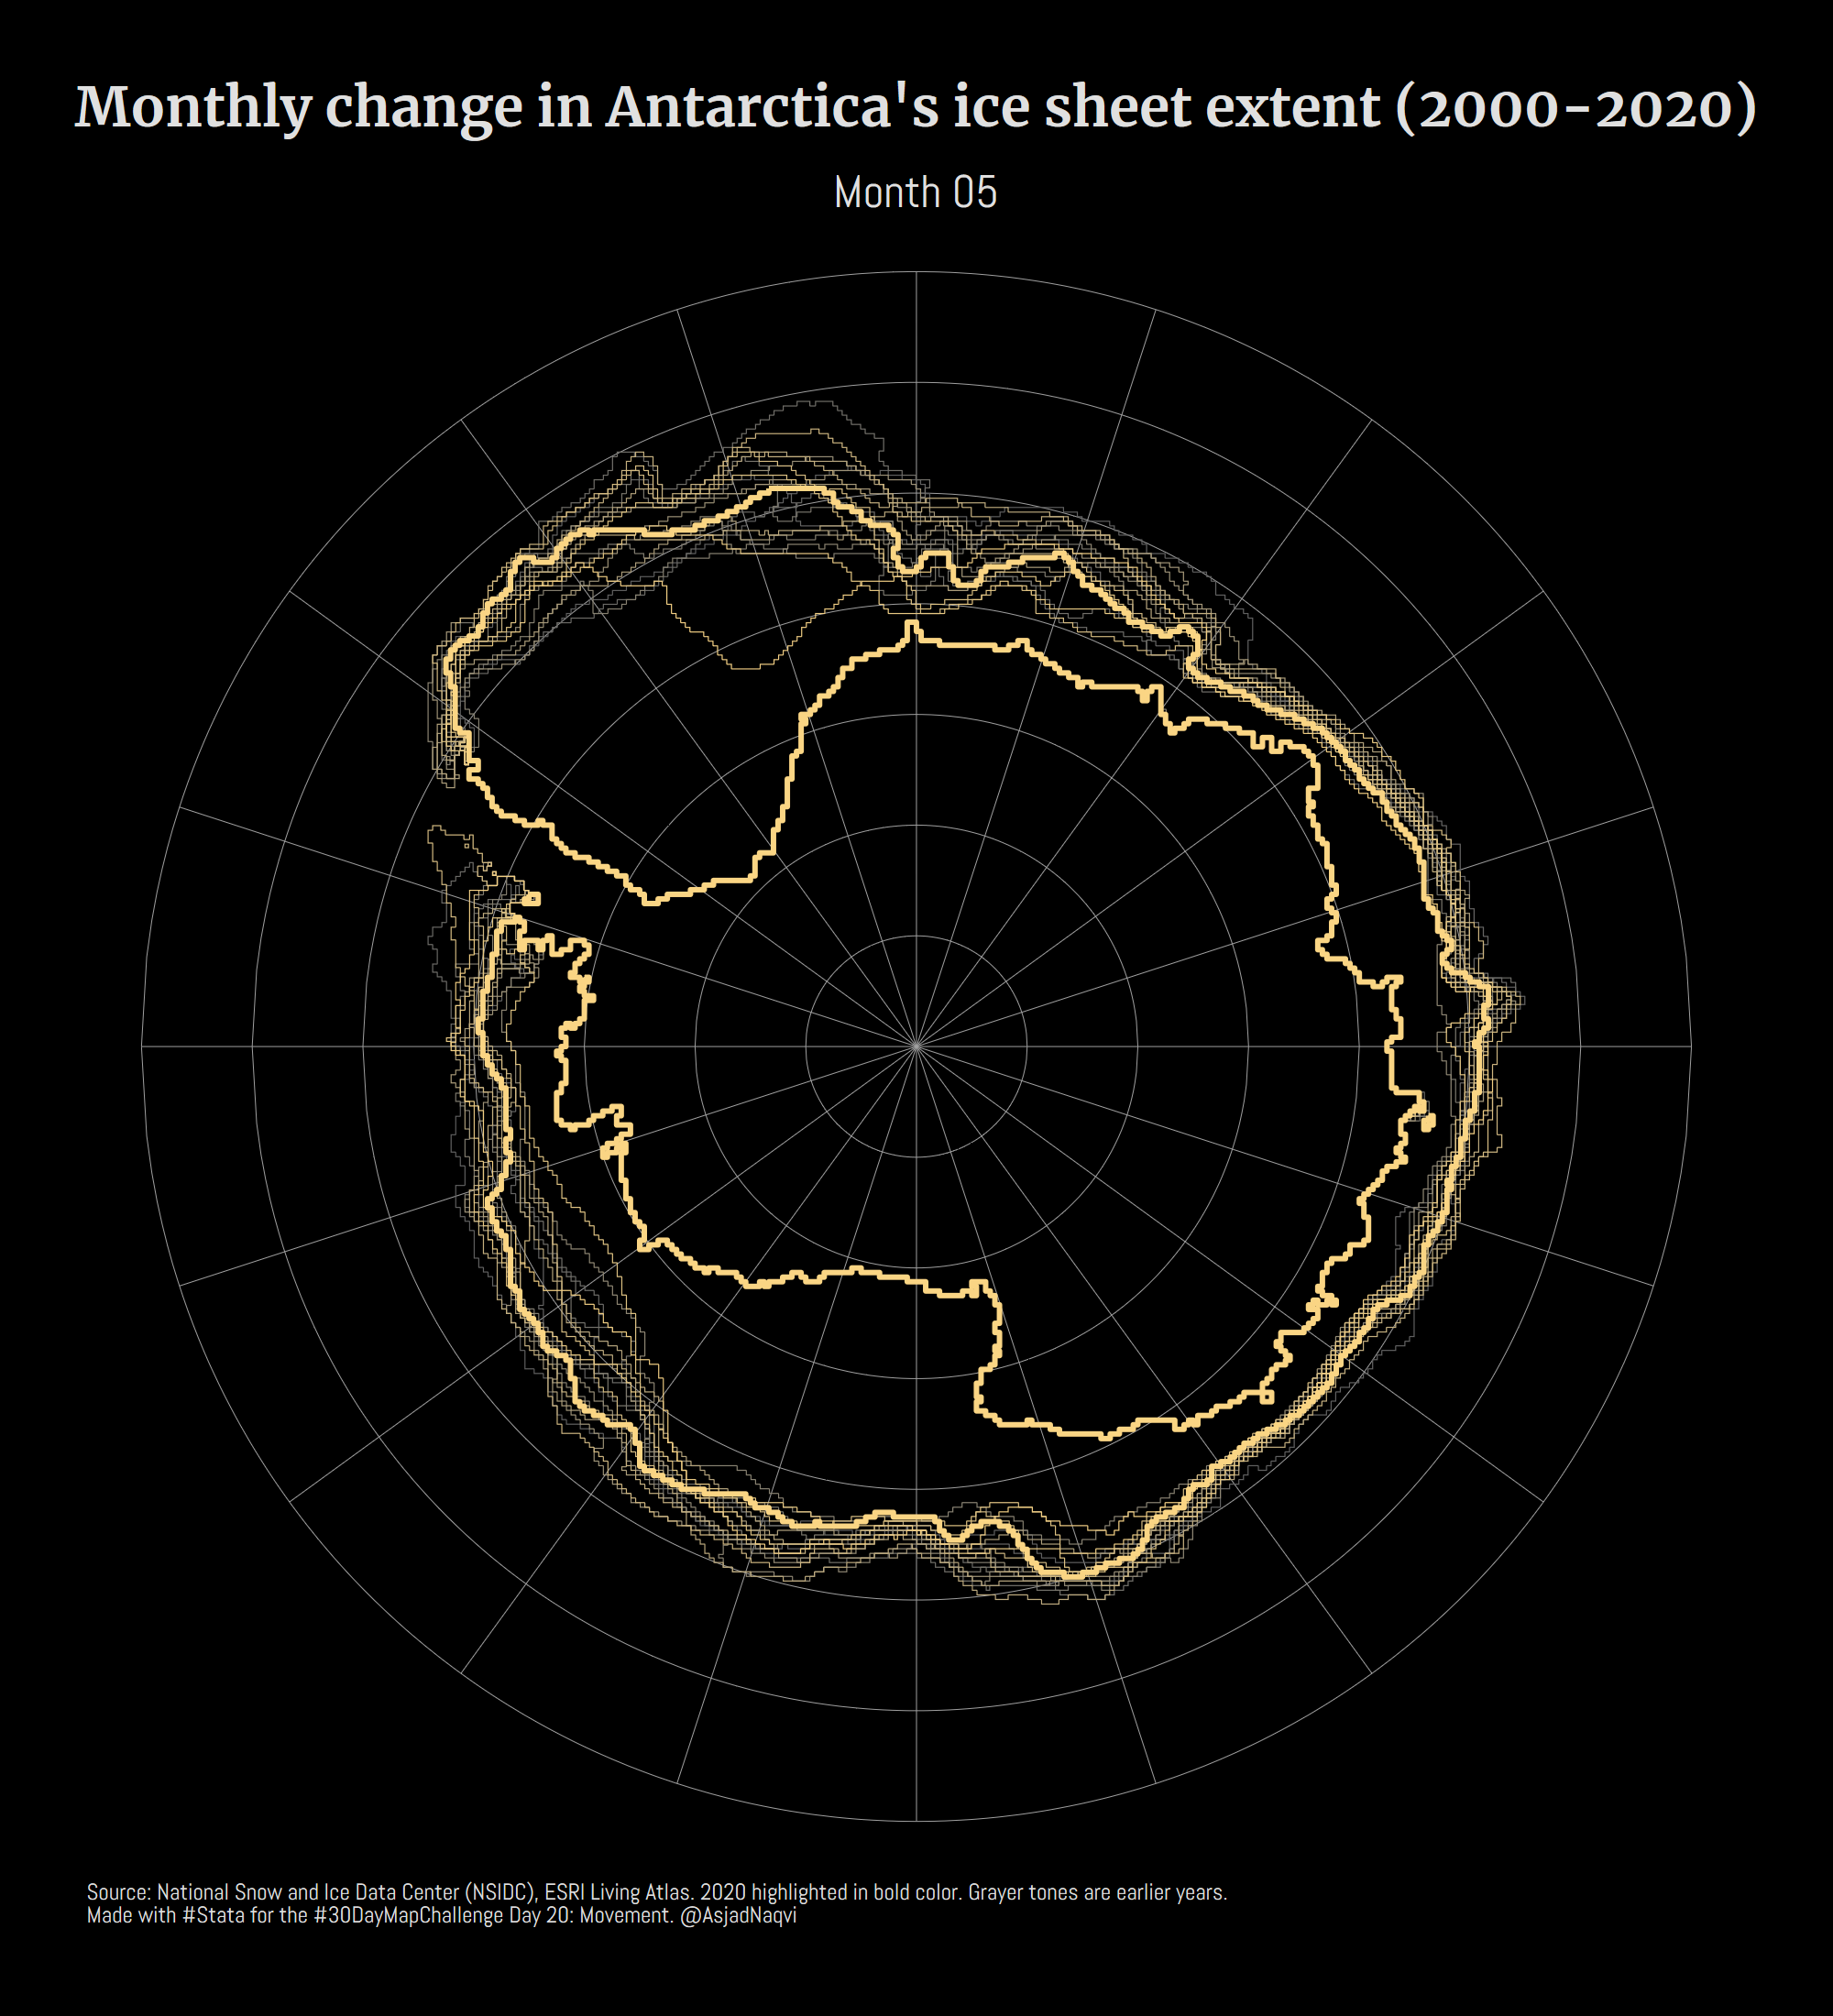 Monthly change in Antarctica's ice sheet extent (2000-2020)
Month 05
Source: National Snow and Ice Data Center (NSIDC), ESRI Living Atlas. 2020 highlighted in bold color. Grayer tones are earlier years.
Made with #Stata for the #30DayMapChallenge Day 20: Movement. @AsjadNaqvi